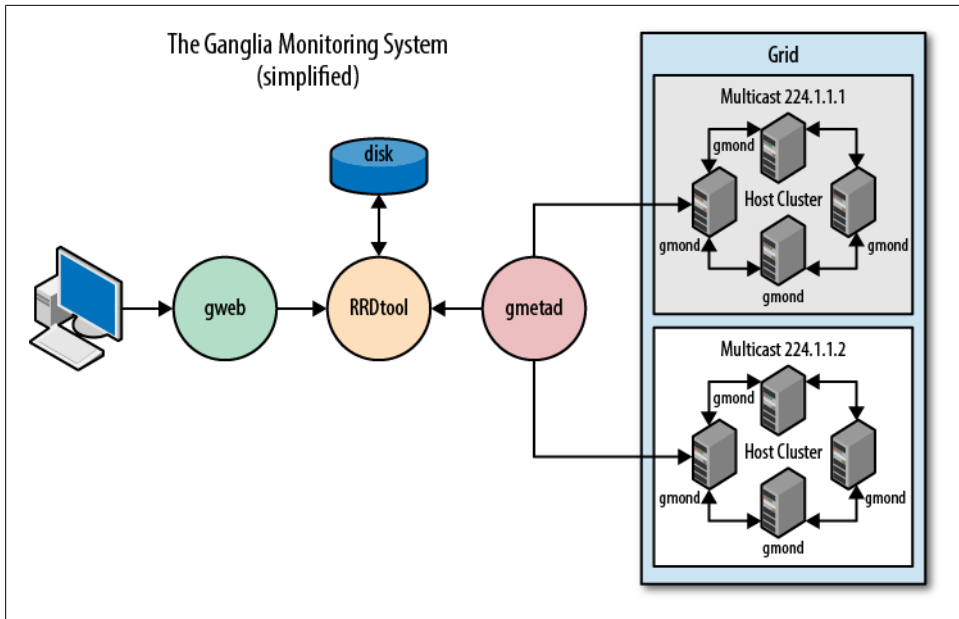 The Ganglia Monitoring System
(simplified)
disk
gweb
RRDtool
gmetad
Grid
Multicast 224.1.1.1
gmond
Host Cluster
gmond
gmond
gmond
Multicast 224.1.1.2
gmond
Host Cluster
gmond
gmond
gmond